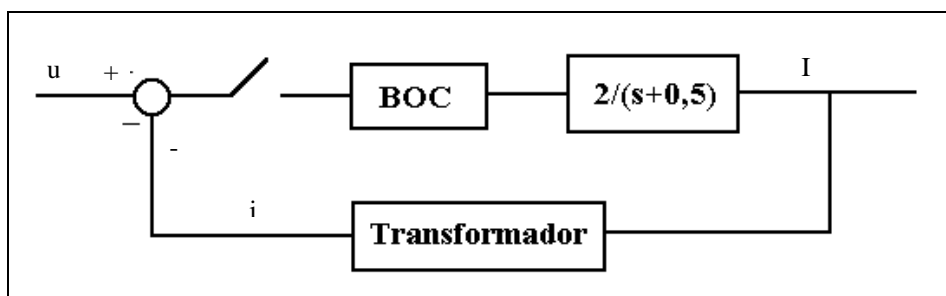 u
+
I
BOC
2/(s+0,5)
–
-
i
Transformador